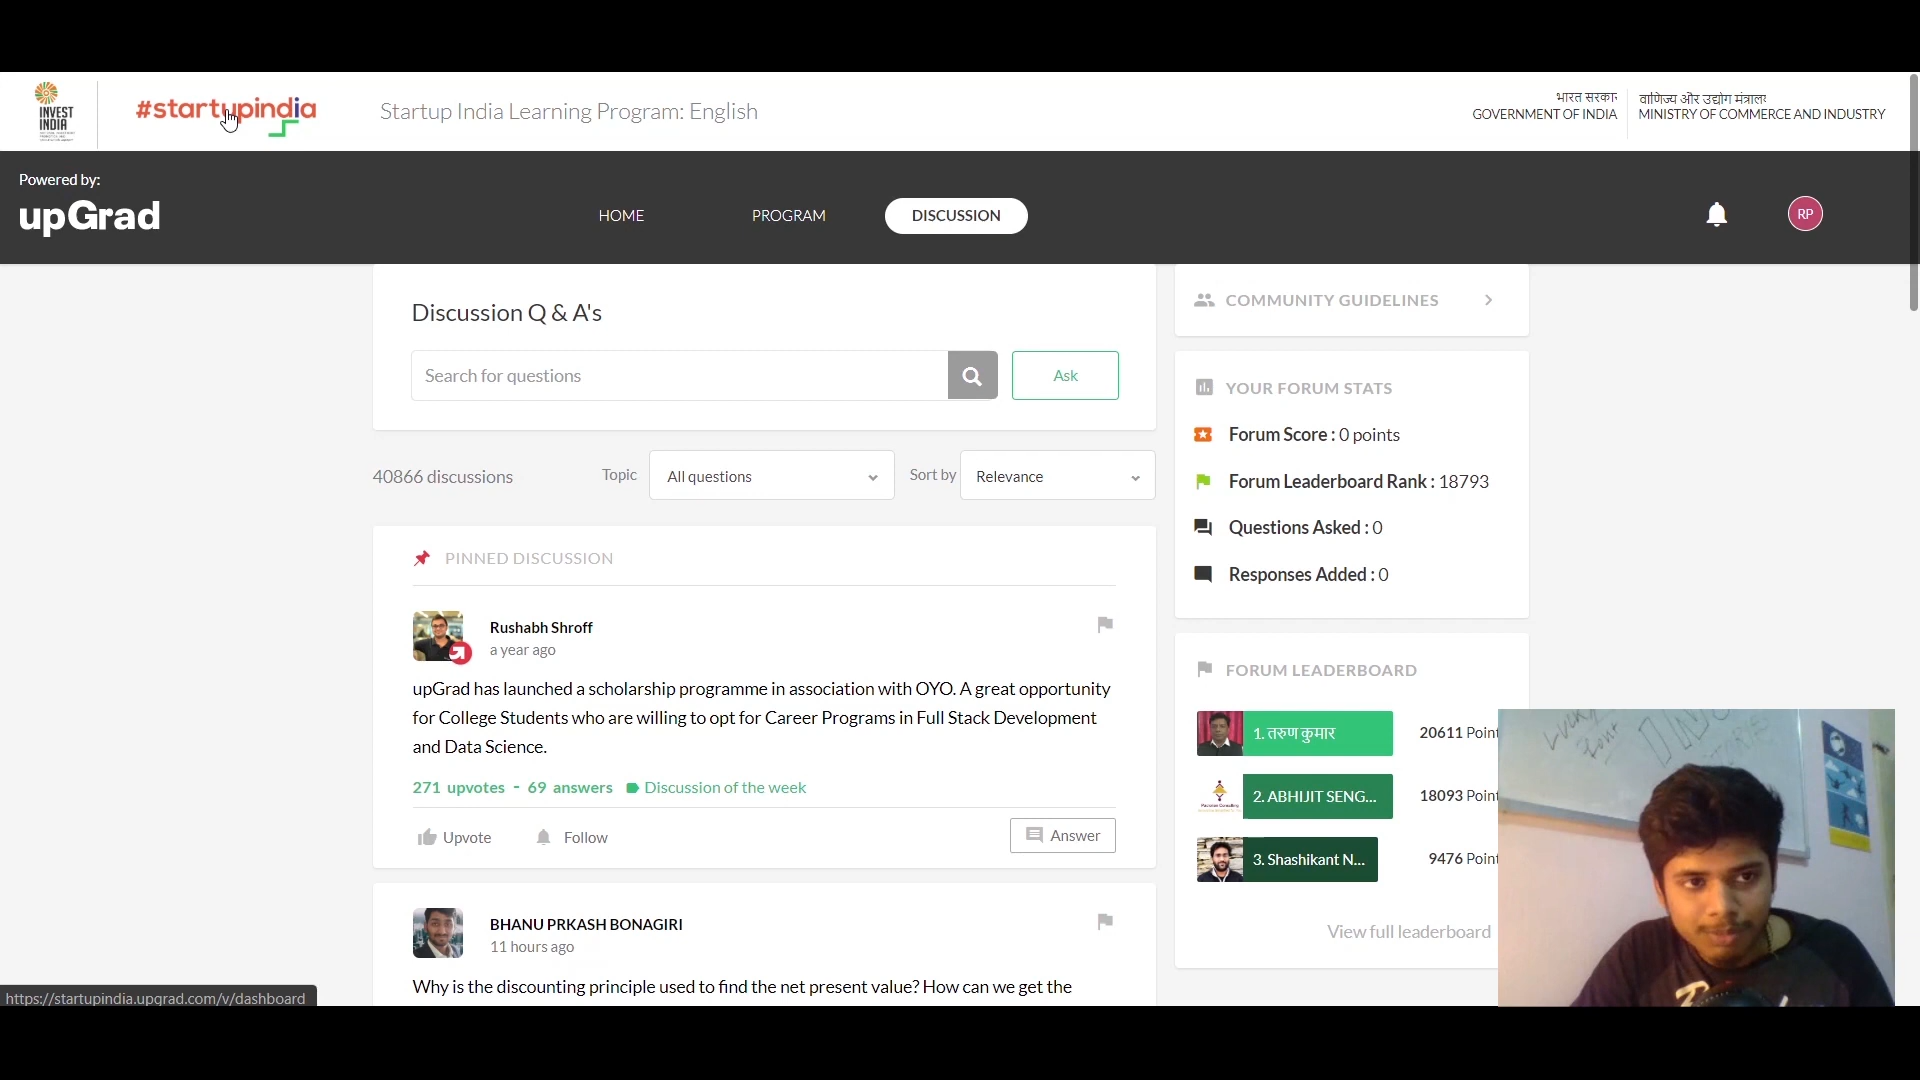 INVEST
INDIA
#startupindia
Startup India Learning Program: English
भारत सरकार
GOVERNMENT OF INDIA
वाणिज्य और उद्योग मंत्रालय
MINISTRY OF COMMERCE AND INDUSTRY
Powered by:
upGrad
HOME
PROGRAM
DISCUSSION
RP
Discussion Q & A's
Search for questions
Ask
40866 discussions
Topic
All questions
Sort by
Relevance
PINNED DISCUSSION
Rushabh Shroff
a year ago
upGrad has launched a scholarship programme in association with OYO. A great opportunity
for College Students who are willing to opt for Career Programs in Full Stack Development
and Data Science.
271 upvotes - 69 answers Discussion of the week
Upvote
Follow
Answer
BHANU PRKASH BONAGIRI
11 hours ago
Why is the discounting principle used to find the net present value? How can we get the
COMMUNITY GUIDELINES
YOUR FORUM STATS
Forum Score : 0 points
Forum Leaderboard Rank : 18793
Questions Asked : 0
Responses Added : 0
FORUM LEADERBOARD
1. तरुण कुमार
20611 Point
2. ABHIJIT SENG...
18093 Point
3. Shashikant N...
9476 Point
View full leaderboard
https://startupindia.upgrad.com/v/dashboard